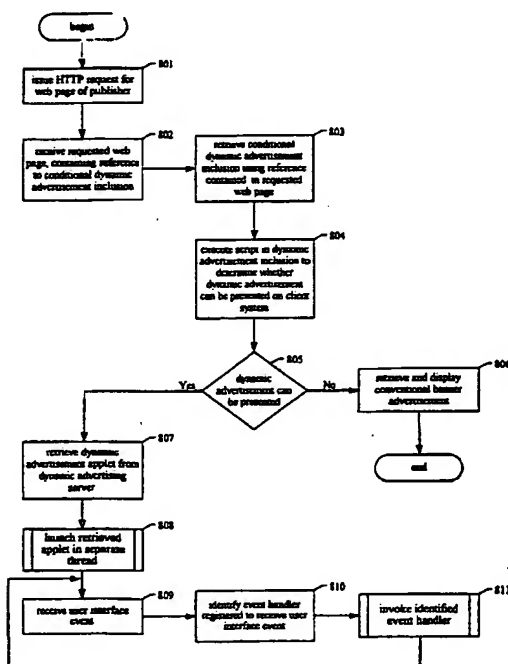 began
801
issue HTTP request for
web page of publisher
802
receive requested web
page, containing reference
to conditional dynamic
advertisement inclusion
803
retrieve conditional
dynamic advertisement
inclusion using reference
contained in requested
web page
804
execute script in dynamic
advertisement inclusion to
determine whether
dynamic advertisement
can be presented on client
system
805
dynamic
advertisement can
be presented
Yes
No
806
retrieve and display
conventional banner
advertisement
end
807
retrieve dynamic
advertisement applet from
dynamic advertising
server
808
launch retrieved
applet in separate
thread
809
receive user interface
event
810
identify event handler
registered to receive user
interface event
811
invoke identified
event handler